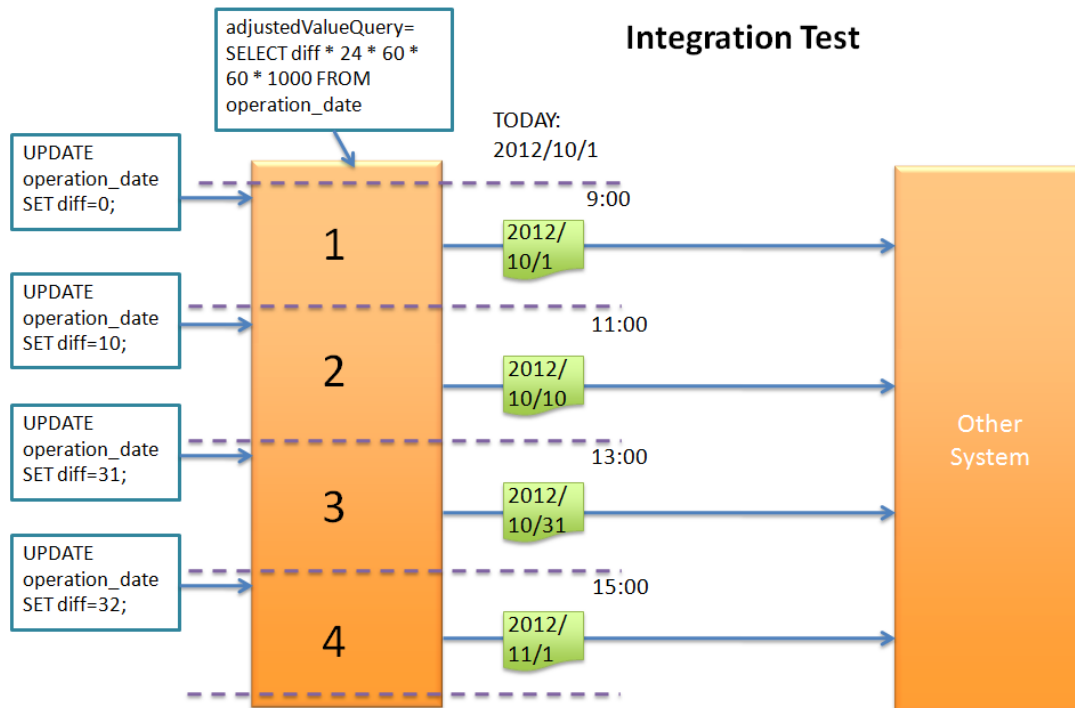 Integration Test
adjustedValueQuery=
SELECT diff * 24 * 60 *
60 * 1000 FROM
operation_date
TODAY:
2012/10/1
UPDATE
operation_date
SET diff=0;
9:00
1
2012/
10/1
UPDATE
operation_date
SET diff=10;
11:00
2
2012/
10/10
UPDATE
operation_date
SET diff=31;
13:00
3
2012/
10/31
UPDATE
operation_date
SET diff=32;
15:00
4
2012/
11/1
Other
System